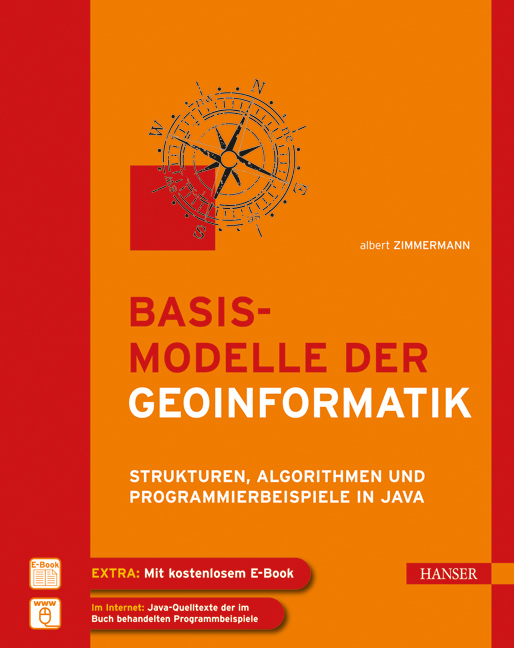 N
W
S
albert ZIMMERMANN
BASIS-
MODELLE DER
GEOINFORMATIK
STRUKTUREN, ALGORITHMEN UND
PROGRAMMIERBEISPIELE IN JAVA
E-Book
EXTRA: Mit kostenlosem E-Book
HANSER
www
Im Internet: Java-Quelltexte der im
Buch behandelten Programmbeispiele